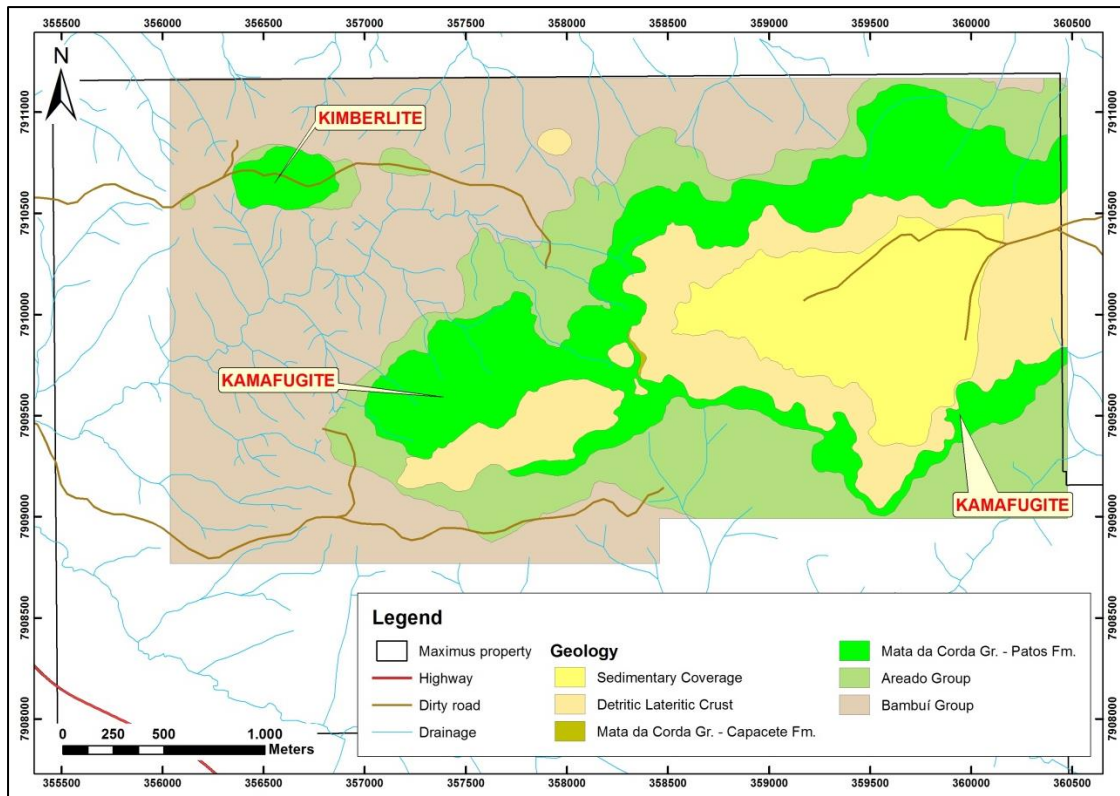 355500 356000 356500 357000 357500 358000 358500 359000 359500 360000 360500
N
7911000 7911000
KIMBERLITE
7910500 7910500
7910000 7910000
KAMAFUGITE
7909500 7909500
KAMAFUGITE
7909000 7909000
7908500 7908500
7908000 7908000
Legend
Maximus property
Highway
Dirty road
Drainage
Geology
Sedimentary Coverage
Detritic Lateritic Crust
Mata da Corda Gr. - Capacete Fm.
Mata da Corda Gr. - Patos Fm.
Areado Group
Bambuí Group
0 250 500 1.000
Meters
355500 356000 356500 357000 357500 358000 358500 359000 359500 360000 360500